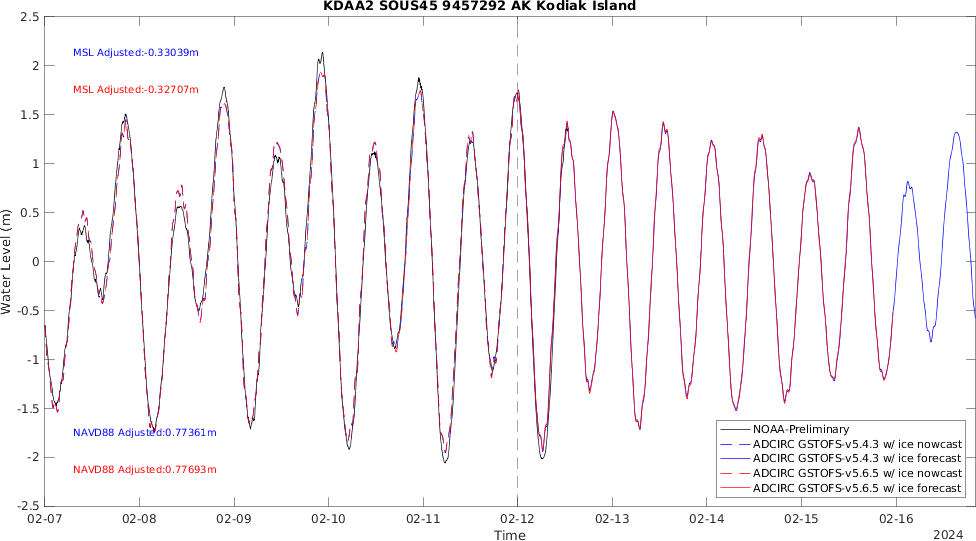 KDAA2 SOUS45 9457292 AK Kodiak Island
2.5
2
1.5
1
0.5
0
-0.5
-1
-1.5
-2
-2.5
Water Level (m)
MSL Adjusted:-0.33039m
MSL Adjusted:-0.32707m
NAVD88 Adjusted:0.77361m
NAVD88 Adjusted:0.77693m
NOAA-Preliminary
ADCIRC GSTOFS-v5.4.3 w/ ice nowcast
ADCIRC GSTOFS-v5.4.3 w/ ice forecast
ADCIRC GSTOFS-v5.6.5 w/ ice nowcast
ADCIRC GSTOFS-v5.6.5 w/ ice forecast
02-07 02-08 02-09 02-10 02-11 02-12 02-13 02-14 02-15 02-16
Time
2024